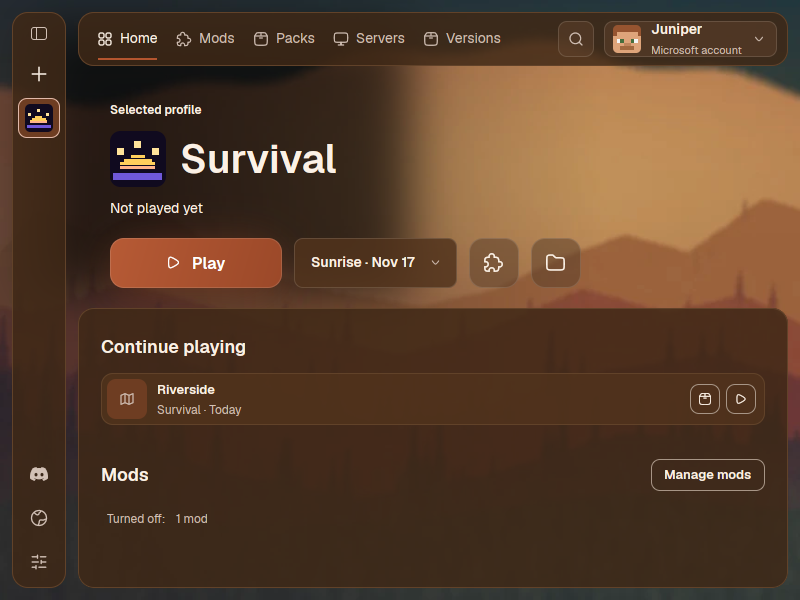 Home
Mods
Packs
Servers
Versions
Juniper
Microsoft account
Selected profile
Survival
Not played yet
Play
Sunrise · Nov 17
Continue playing
Riverside
Survival · Today
Mods
Manage mods
Turned off: 1 mod